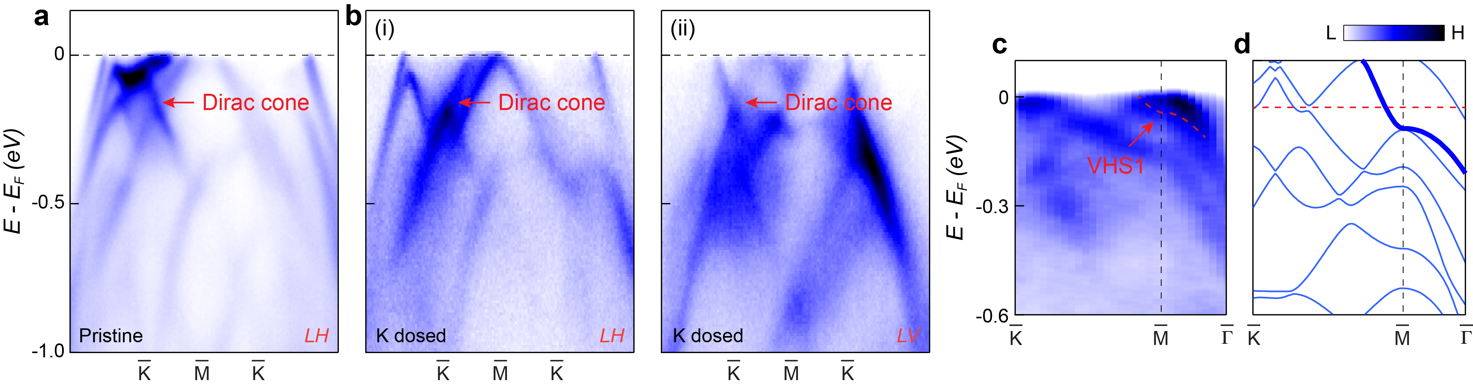 a
b
c
d
L
H
E - E_F (eV)
0
-0.5
-1.0
Dirac cone
Pristine
LH
K̅
M̅
K̅
(i)
Dirac cone
K dosed
LH
K̅
M̅
K̅
(ii)
Dirac cone
K dosed
LV
K̅
M̅
K̅
E - E_F (eV)
0
-0.3
-0.6
VHS1
K̅
M̅
Γ̅
K̅
M̅
Γ̅